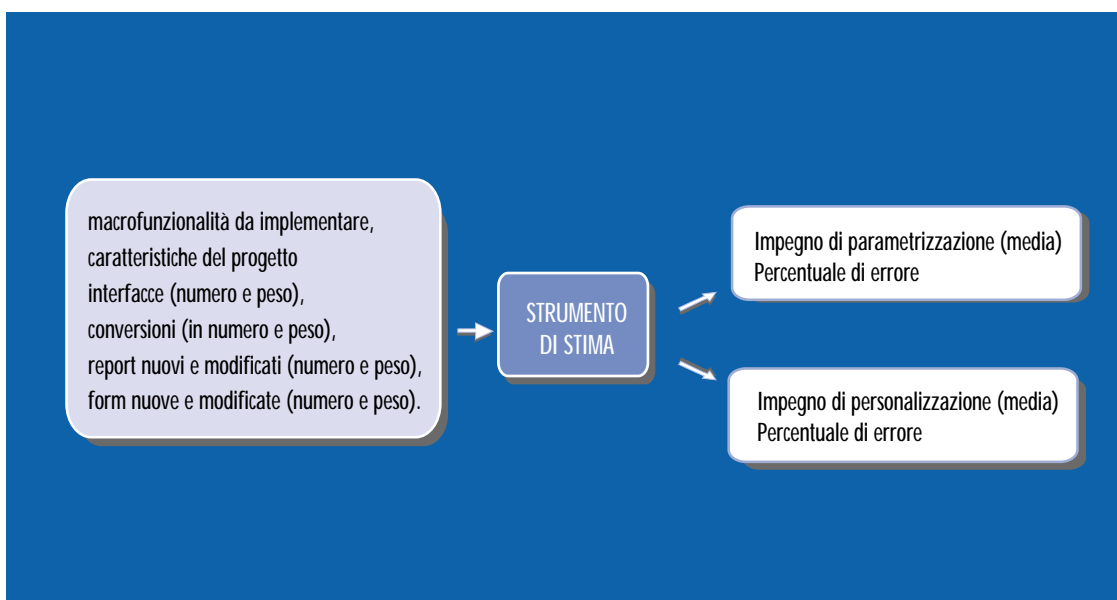 macrofunzionalità da implementare,
caratteristiche del progetto
interfacce (numero e peso),
conversioni (in numero e peso),
report nuovi e modificati (numero e peso),
form nuove e modificate (numero e peso).
STRUMENTO
DI STIMA
Impegno di parametrizzazione (media)
Percentuale di errore
Impegno di personalizzazione (media)
Percentuale di errore